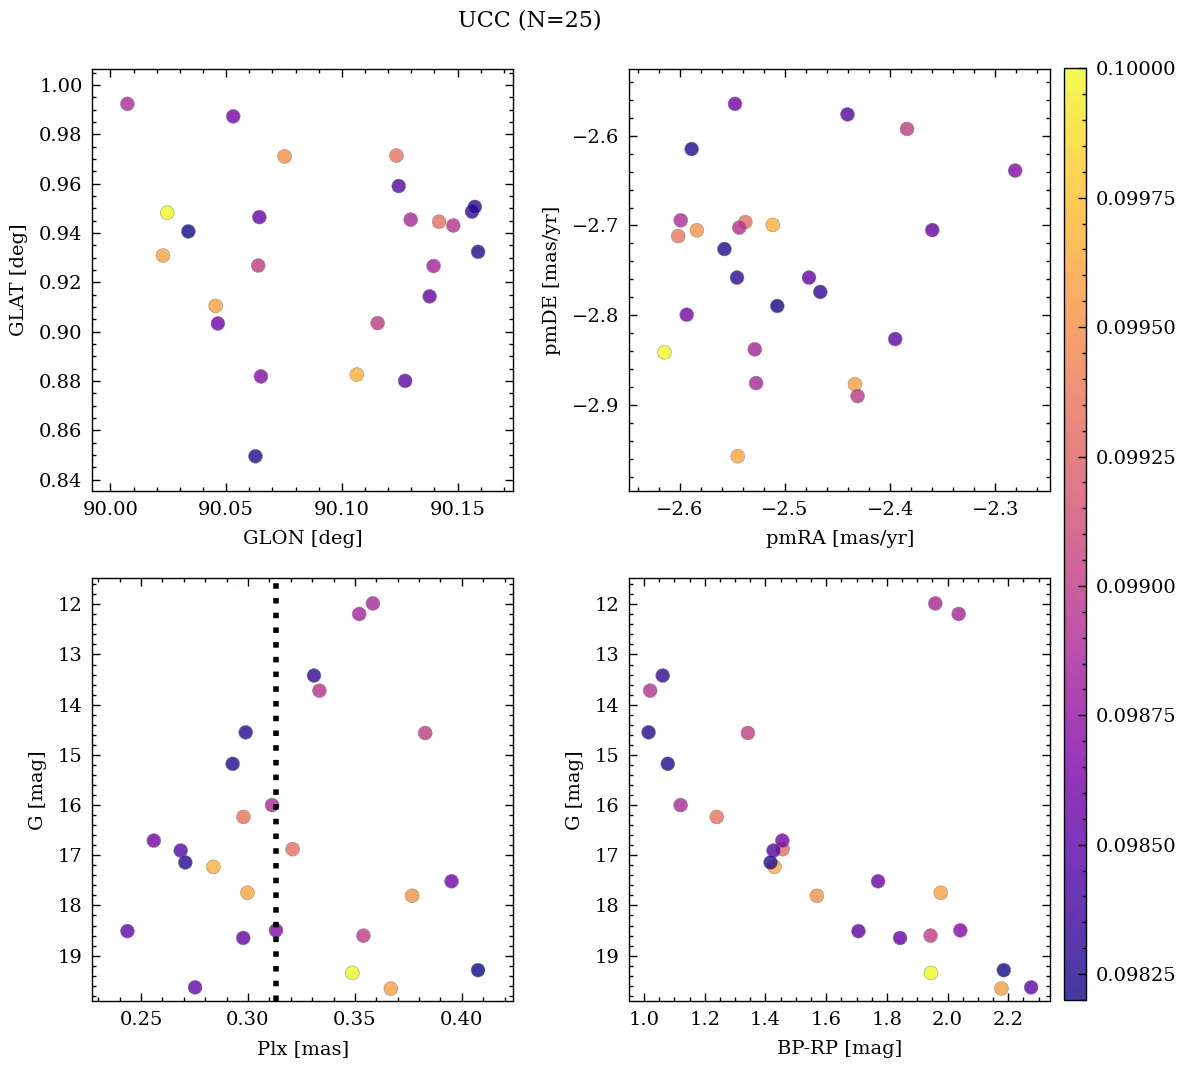 UCC (N=25)
1.00
0.98
0.96
0.94
0.92
0.90
0.88
0.86
0.84
GLAT [deg]
90.00 90.05 90.10 90.15
GLON [deg]
−2.6
−2.7
−2.8
−2.9
pmDE [mas/yr]
−2.6 −2.5 −2.4 −2.3
pmRA [mas/yr]
12
13
14
15
16
17
18
19
G [mag]
0.25 0.30 0.35 0.40
Plx [mas]
12
13
14
15
16
17
18
19
G [mag]
1.0 1.2 1.4 1.6 1.8 2.0 2.2
BP-RP [mag]
0.10000
0.09975
0.09950
0.09925
0.09900
0.09875
0.09850
0.09825